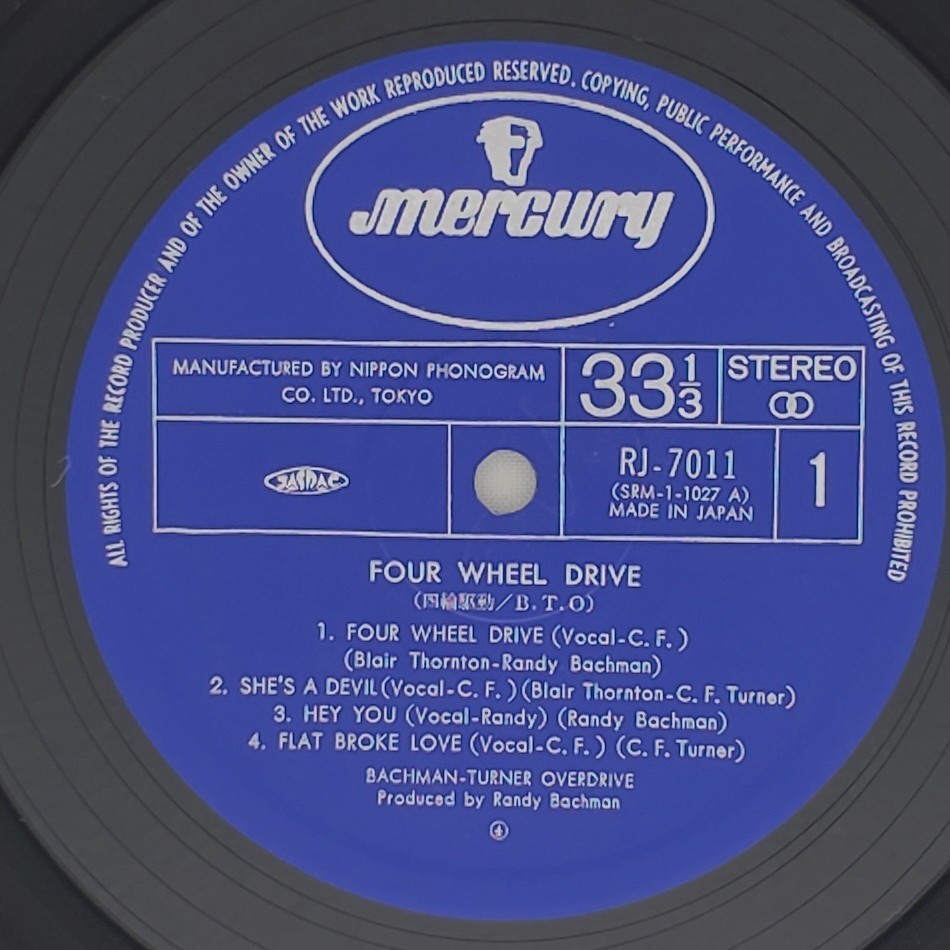 ALL RIGHTS OF THE RECORD PRODUCER AND OF THE OWNER OF THE WORK REPRODUCED RESERVED. COPYING, PUBLIC PERFORMANCE AND BROADCASTING OF THIS RECORD PROHIBITED
mercury
MANUFACTURED BY NIPPON PHONOGRAM
CO. LTD., TOKYO
33 1/3
STEREO
JASRAC
RJ-7011
(SRM-1-1027 A)
MADE IN JAPAN
1
FOUR WHEEL DRIVE
(四輪駆動/B.T.O)
1. FOUR WHEEL DRIVE (Vocal-C. F. )
(Blair Thornton-Randy Bachman)
2. SHE'S A DEVIL (Vocal-C. F. ) (Blair Thornton-C. F. Turner)
3. HEY YOU (Vocal-Randy) (Randy Bachman)
4. FLAT BROKE LOVE (Vocal-C. F. ) (C. F. Turner)
BACHMAN-TURNER OVERDRIVE
Produced by Randy Bachman
④